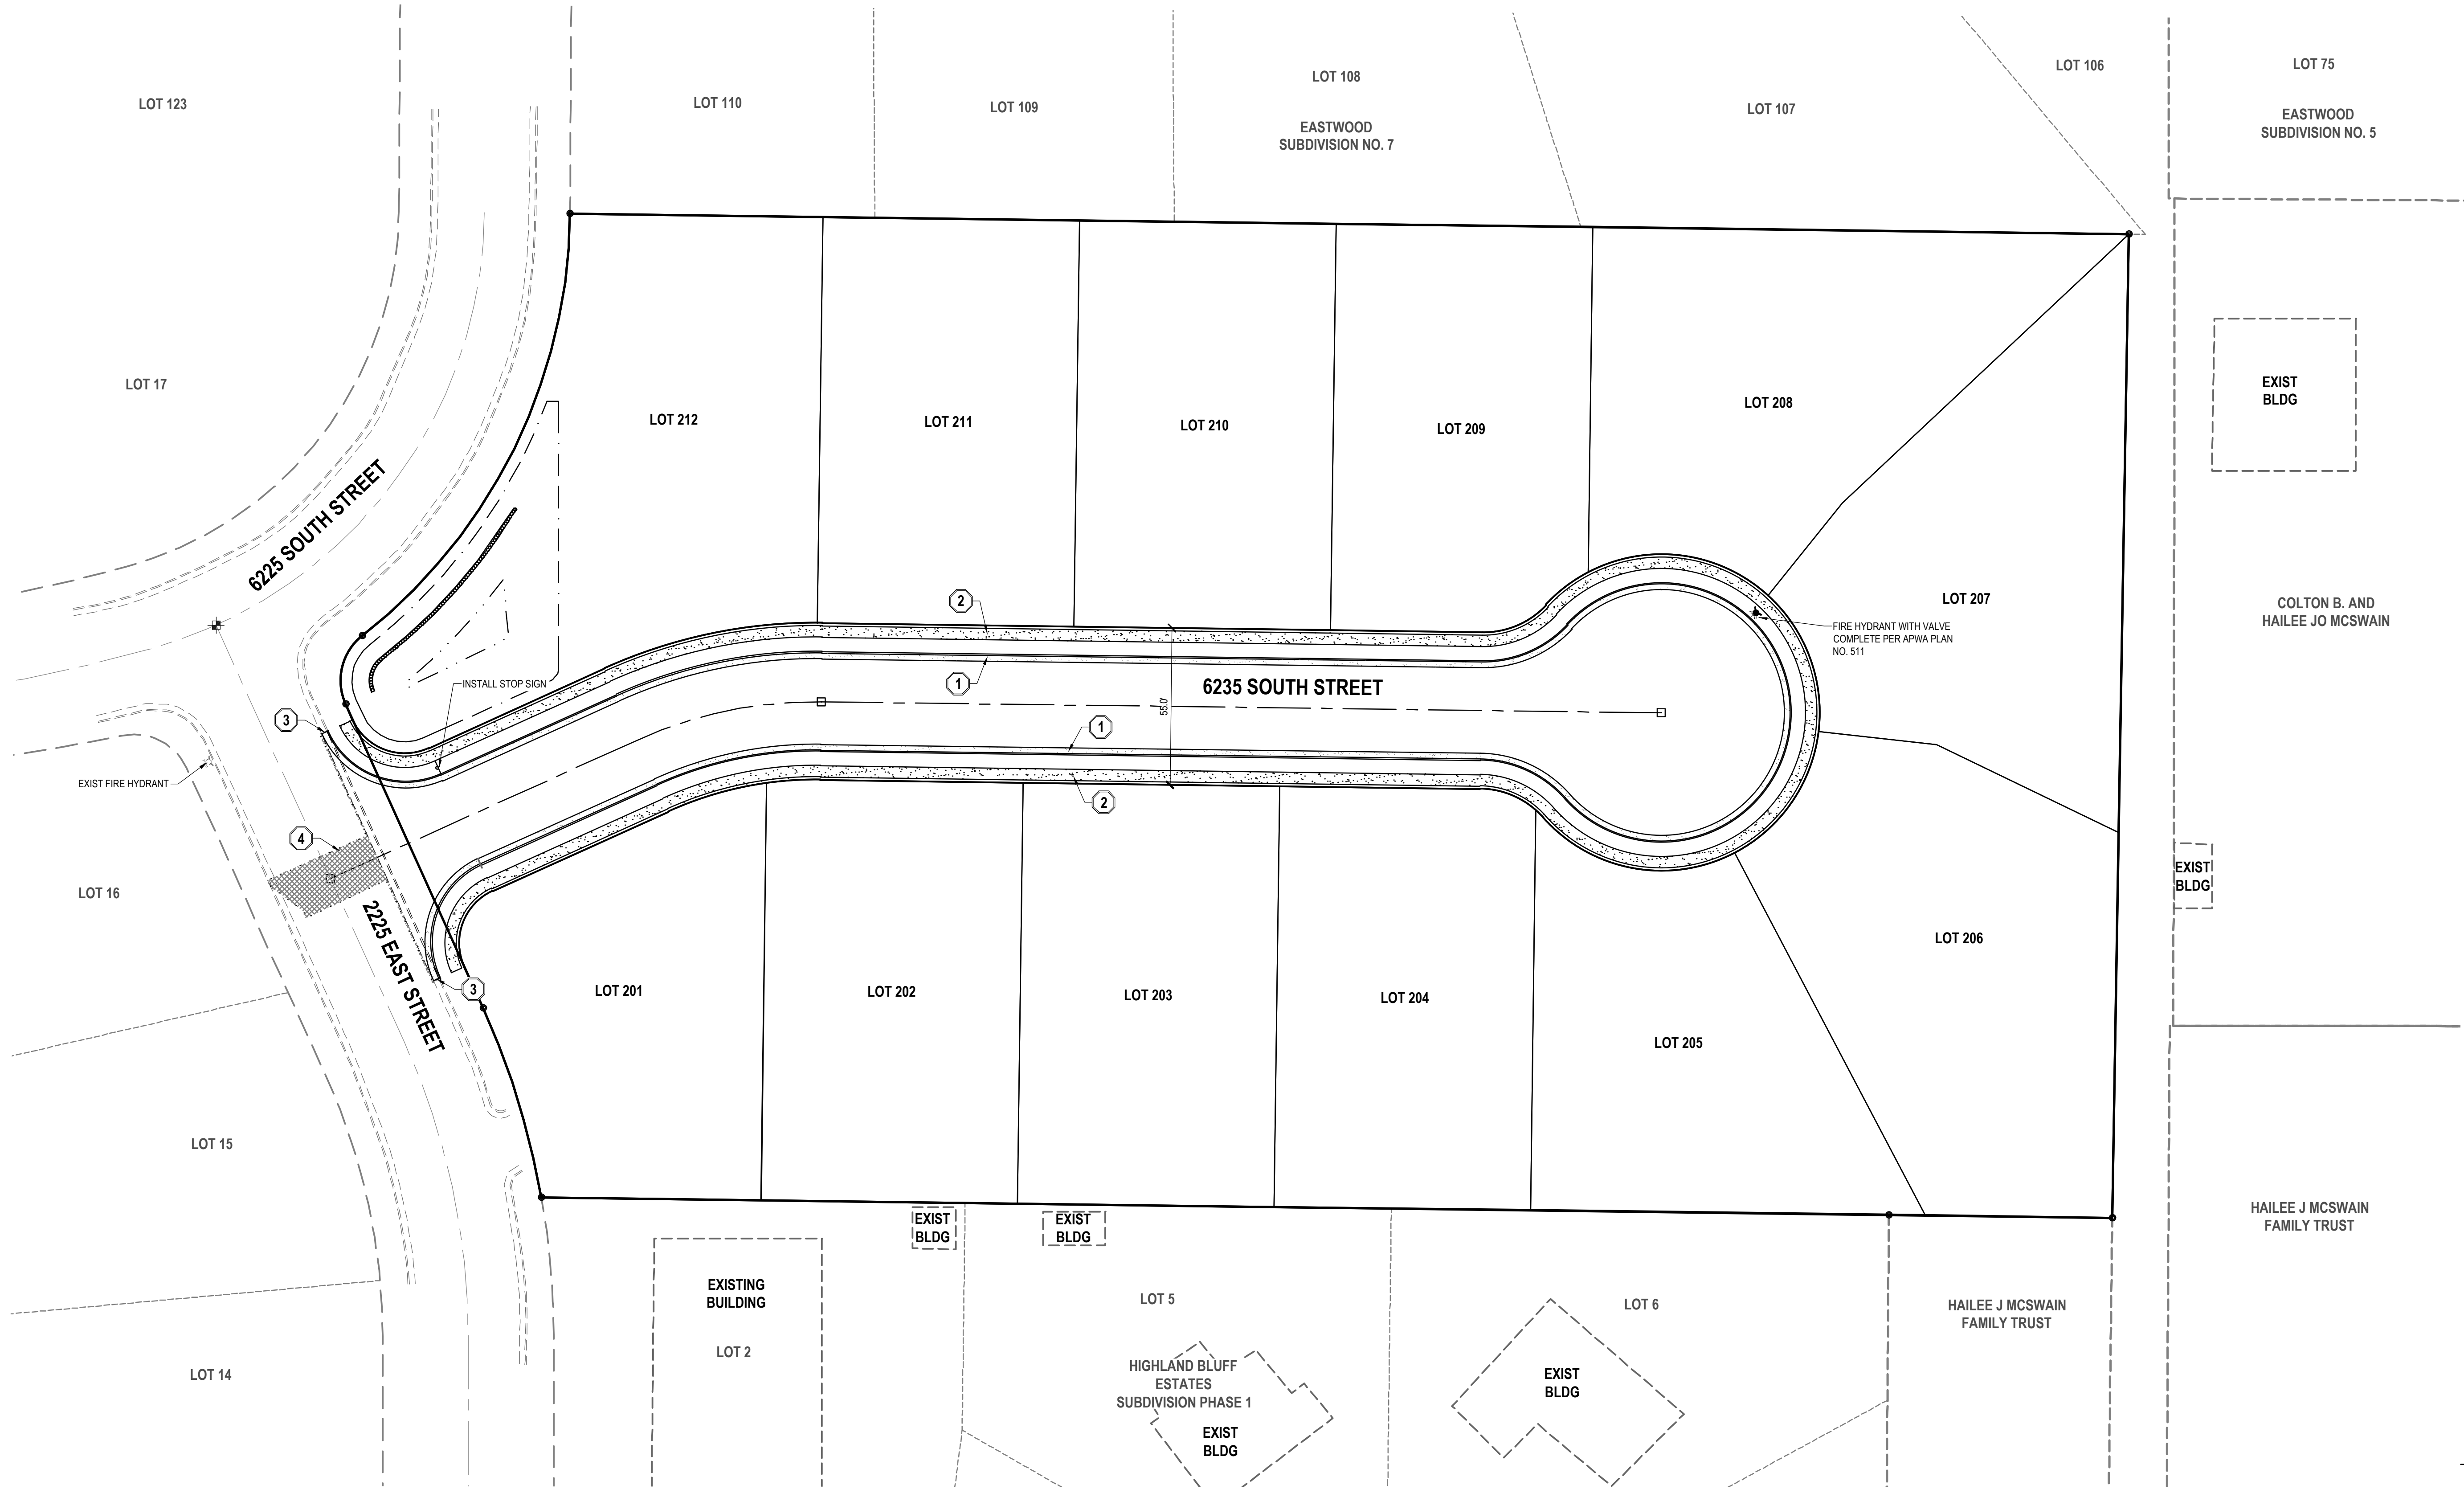 LOT 123
LOT 110
LOT 109
LOT 108
EASTWOOD
SUBDIVISION NO. 7
LOT 107
LOT 106
LOT 75
EASTWOOD
SUBDIVISION NO. 5
LOT 17
6225 SOUTH STREET
LOT 212
LOT 211
LOT 210
LOT 209
LOT 208
EXIST
BLDG
2
1
INSTALL STOP SIGN
3
EXIST FIRE HYDRANT
6235 SOUTH STREET
55.0'
1
2
FIRE HYDRANT WITH VALVE
COMPLETE PER APWA PLAN
NO. 511
LOT 207
COLTON B. AND
HAILEE JO MCSWAIN
4
LOT 16
2225 EAST STREET
3
LOT 201
LOT 202
LOT 203
LOT 204
LOT 205
LOT 206
EXIST
BLDG
LOT 15
LOT 14
EXISTING
BUILDING
LOT 2
EXIST
BLDG
EXIST
BLDG
LOT 5
HIGHLAND BLUFF
ESTATES
SUBDIVISION PHASE 1
EXIST
BLDG
LOT 6
EXIST
BLDG
HAILEE J MCSWAIN
FAMILY TRUST
HAILEE J MCSWAIN
FAMILY TRUST